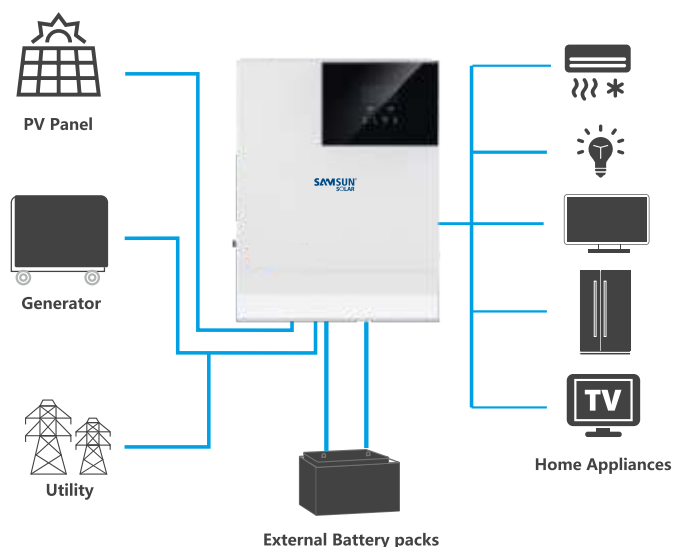 PV Panel
SAMSUN
SOLAR
Generator
TV
Utility
Home Appliances
External Battery packs